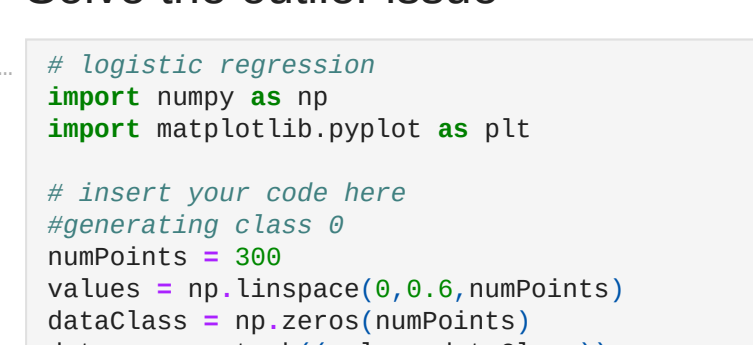 # logistic regression
import numpy as np
import matplotlib.pyplot as plt
# insert your code here
#generating class 0
numPoints = 300
values = np.linspace(0,0.6,numPoints)
dataClass = np.zeros(numPoints)